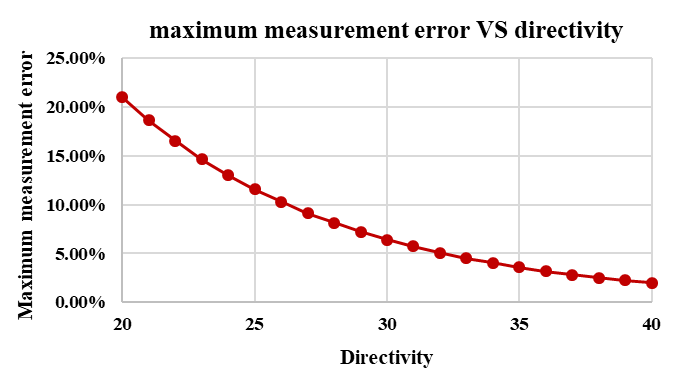 maximum measurement error VS directivity
Maximum measurement error
25.00%
20.00%
15.00%
10.00%
5.00%
0.00%
20 25 30 35 40
Directivity